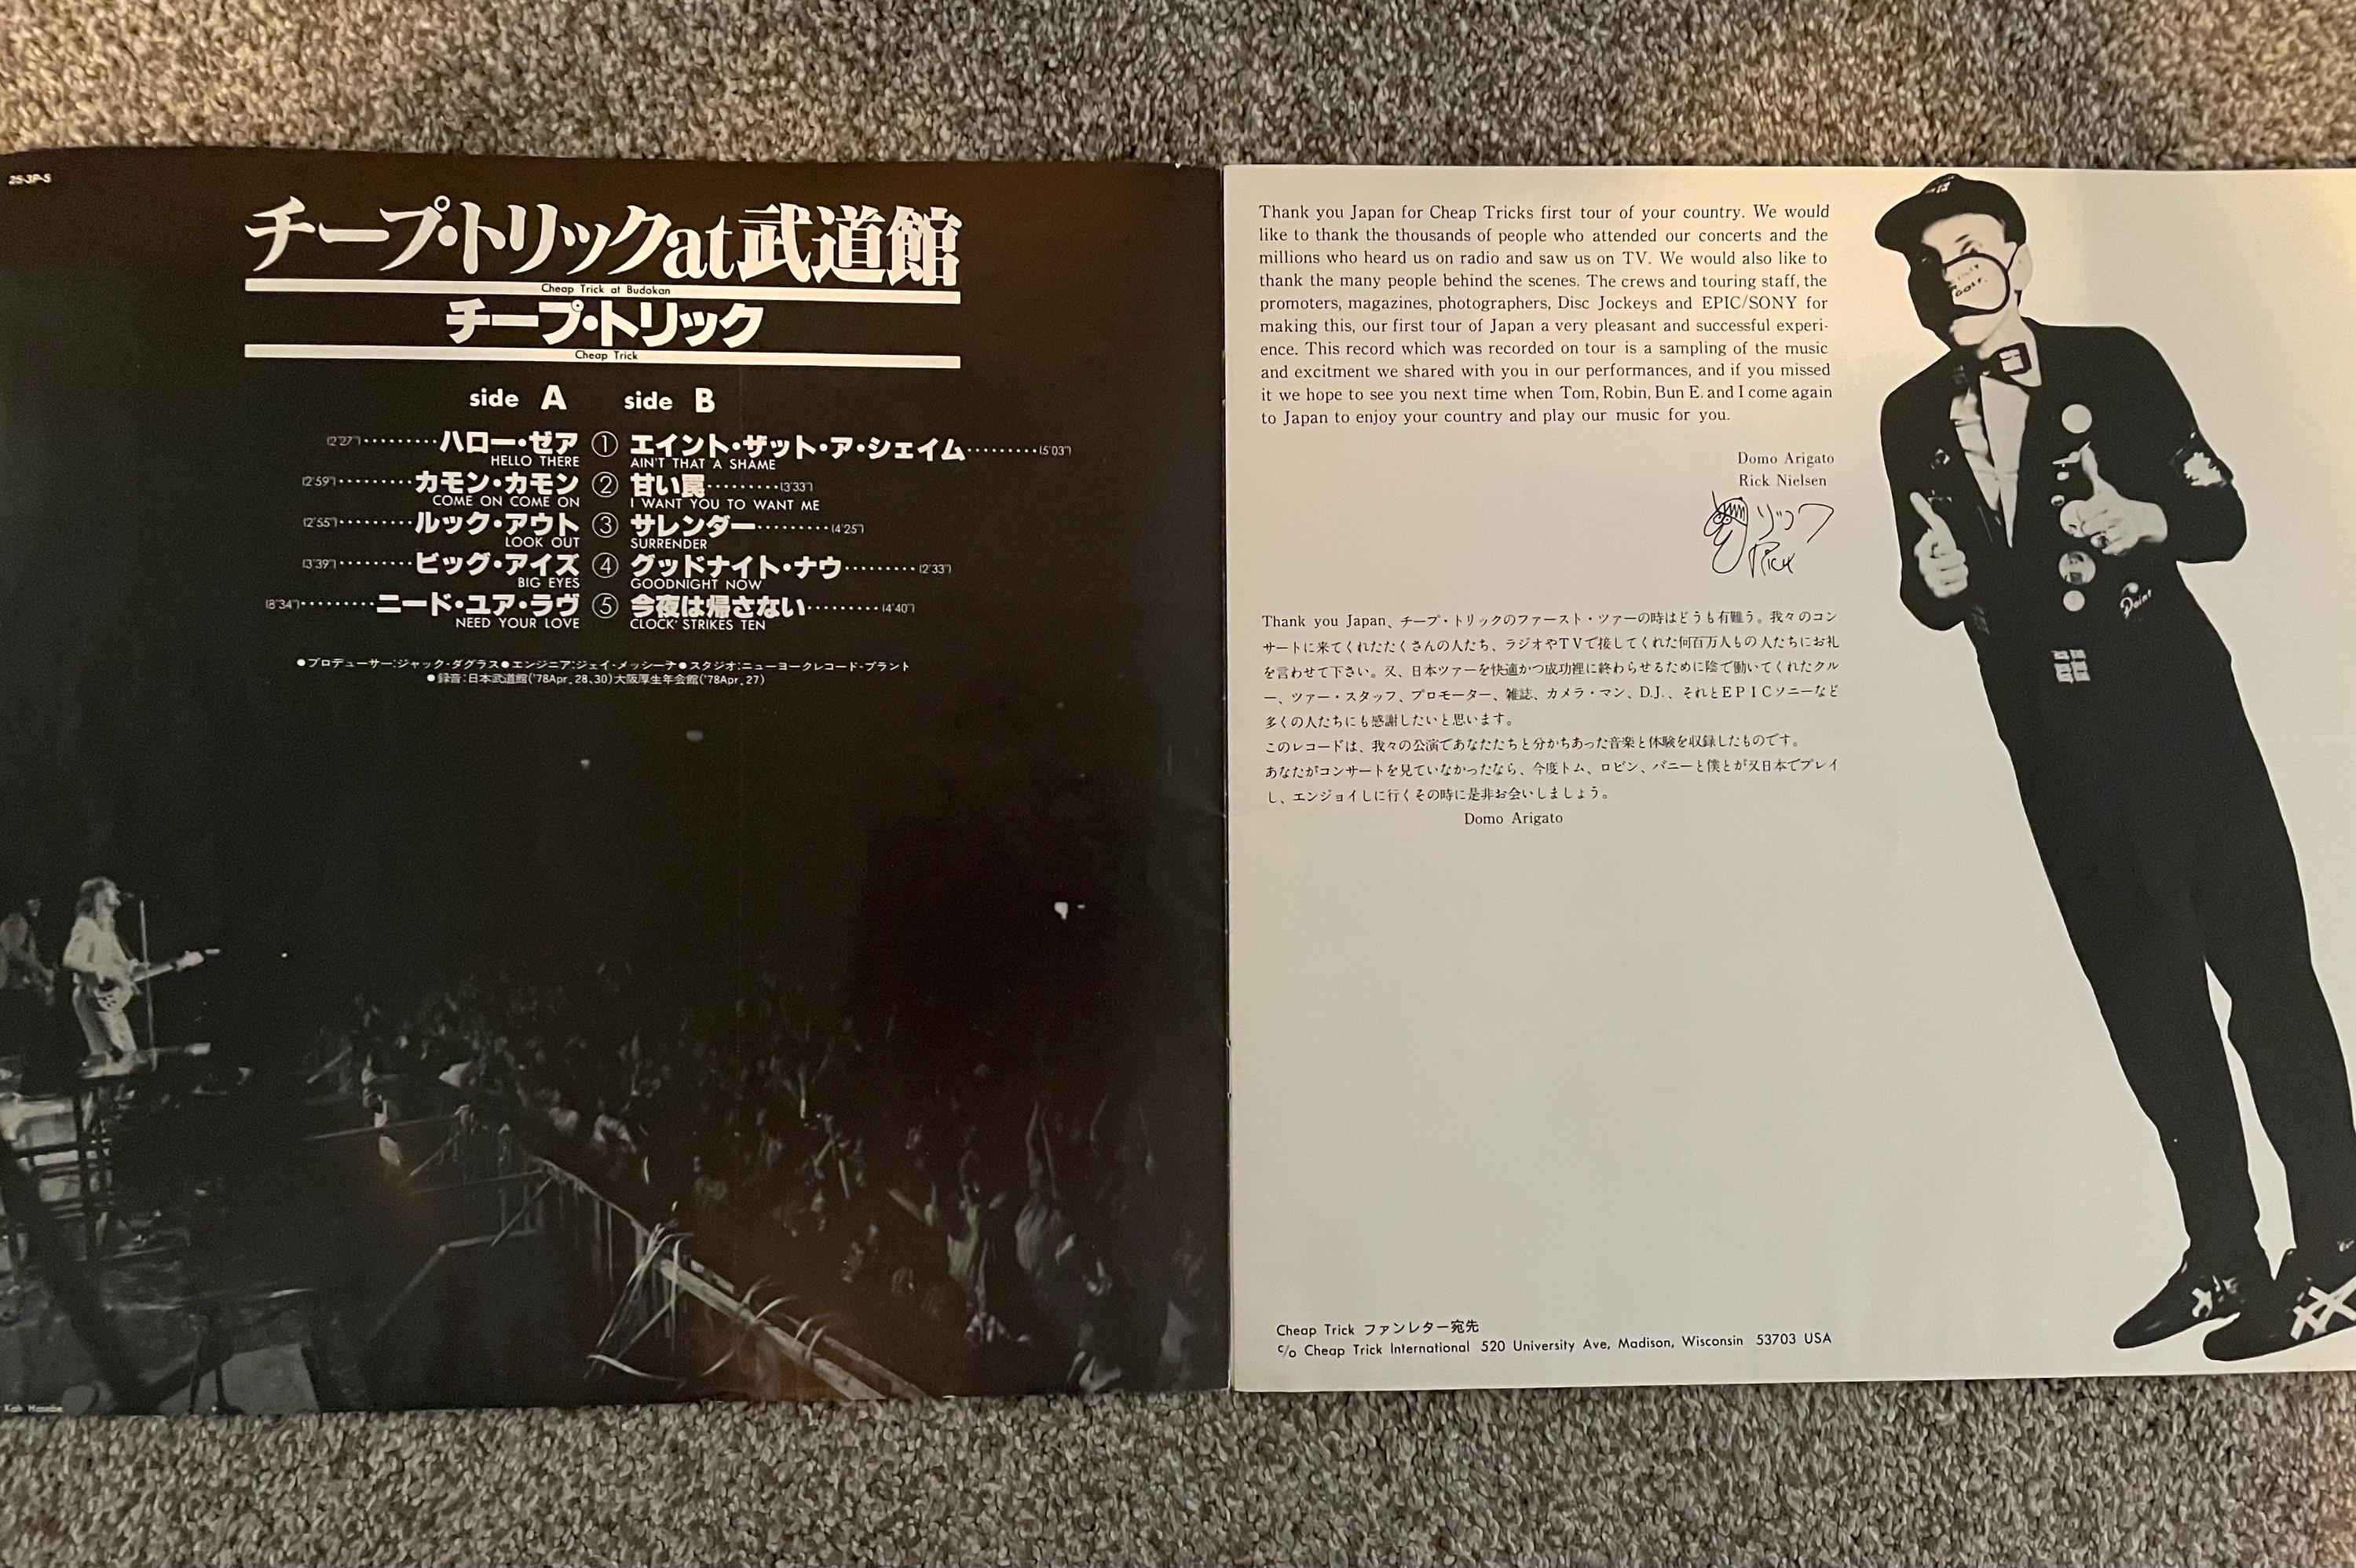 25・3P-5
チープ・トリックat武道館
Cheap Trick at Budokan
チープ・トリック
Cheap Trick
side A side B
(2'27")・・・・・・・・・ハロー・ゼア ① エイント・ザット・ア・シェイム・・・・・・・・・(5'03")
HELLO THERE AIN'T THAT A SHAME
(2'59")・・・・・・・・・カモン・カモン ② 甘い罠・・・・・・・・・(3'33")
COME ON COME ON I WANT YOU TO WANT ME
(2'55")・・・・・・・・・ルック・アウト ③ サレンダー・・・・・・・・・(4'25")
LOOK OUT SURRENDER
(3'39")・・・・・・・・・ビッグ・アイズ ④ グッドナイト・ナウ・・・・・・・・・(2'33")
BIG EYES GOODNIGHT NOW
(8'34")・・・・・・・・・ニード・ユア・ラヴ ⑤ 今夜は帰さない・・・・・・・・・(4'40")
NEED YOUR LOVE CLOCK STRIKES TEN
●プロデューサー:ジャック・ダグラス●エンジニア:ジェイ・メッシーナ●スタジオ:ニューヨークレコード・プラント
●録音:日本武道館('78Apr.28、30)大阪厚生年会館('78Apr.27)
Thank you Japan for Cheap Tricks first tour of your country. We would
like to thank the thousands of people who attended our concerts and the
millions who heard us on radio and saw us on TV. We would also like to
thank the many people behind the scenes. The crews and touring staff, the
promoters, magazines, photographers, Disc Jockeys and EPIC/SONY for
making this, our first tour of Japan a very pleasant and successful experi-
ence. This record which was recorded on tour is a sampling of the music
and excitment we shared with you in our performances, and if you missed
it we hope to see you next time when Tom, Robin, Bun E. and I come again
to Japan to enjoy your country and play our music for you.
Domo Arigato
Rick Nielsen
リック
Rick
Thank you Japan、チープ・トリックのファースト・ツァーの時はどうも有難う。我々のコン
サートに来てくれたたくさんの人たち、ラジオやTVで接してくれた何百万人もの人たちにお礼
を言わせて下さい。又、日本ツァーを快適かつ成功裡に終わらせるために陰で働いてくれたクル
ー、ツァー・スタッフ、プロモーター、雑誌、カメラ・マン、D.J.、それとEPICソニーなど
多くの人たちにも感謝したいと思います。
このレコードは、我々の公演であなたたちと分かちあった音楽と体験を収録したものです。
あなたがコンサートを見ていなかったなら、今度トム、ロビン、バニーと僕とが又日本でプレイ
し、エンジョイしに行くその時に是非お会いしましょう。
Domo Arigato
Cheap Trick ファンレター宛先
c/o Cheap Trick International 520 University Ave, Madison, Wisconsin 53703 USA